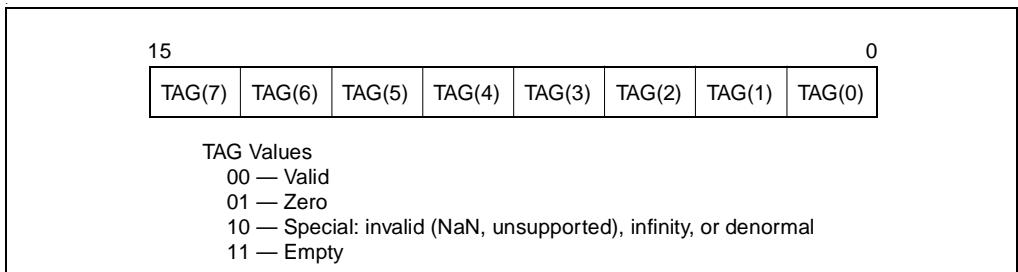 15 0
TAG(7) TAG(6) TAG(5) TAG(4) TAG(3) TAG(2) TAG(1) TAG(0)
TAG Values
00 — Valid
01 — Zero
10 — Special: invalid (NaN, unsupported), infinity, or denormal
11 — Empty